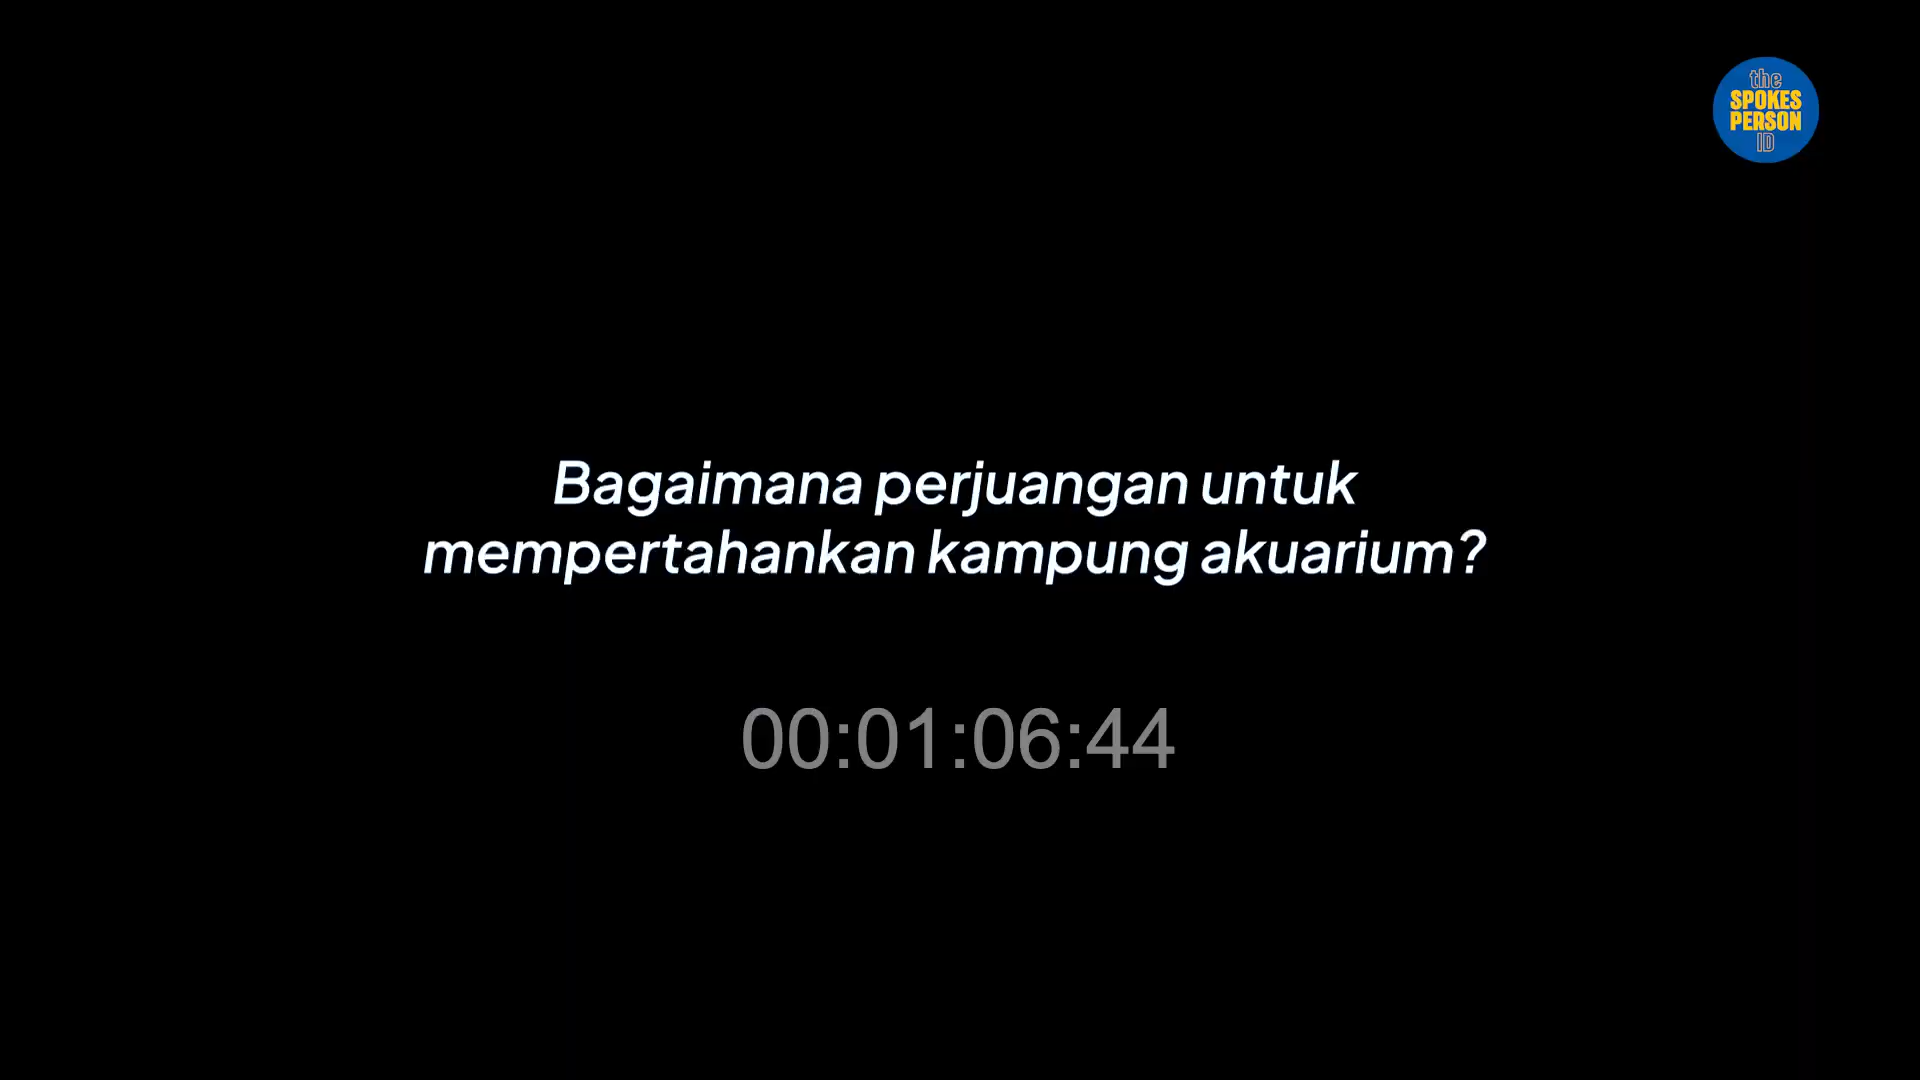 the
SPOKES
PERSON
ID
Bagaimana perjuangan untuk
mempertahankan kampung akuarium?
00:01:06:44